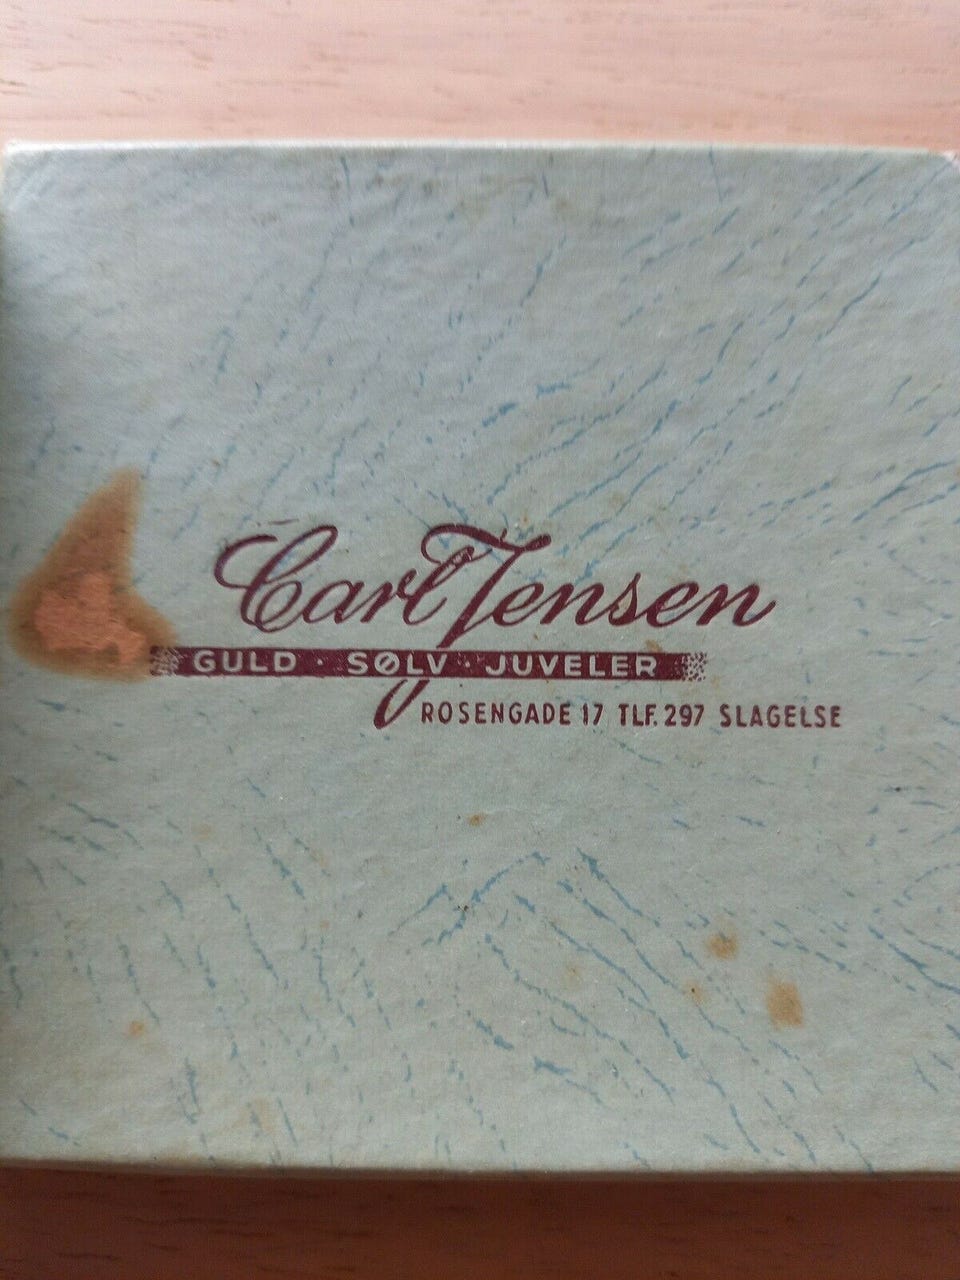 Carl Jensen
GULD · SØLV · JUVELER
ROSENGADE 17 TLF. 297 SLAGELSE